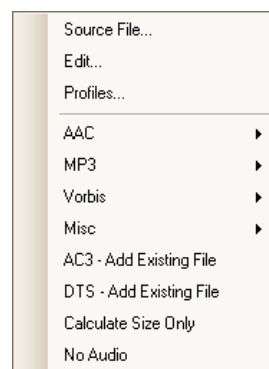 Source File...
Edit...
Profiles...
AAC
MP3
Vorbis
Misc
AC3 - Add Existing File
DTS - Add Existing File
Calculate Size Only
No Audio